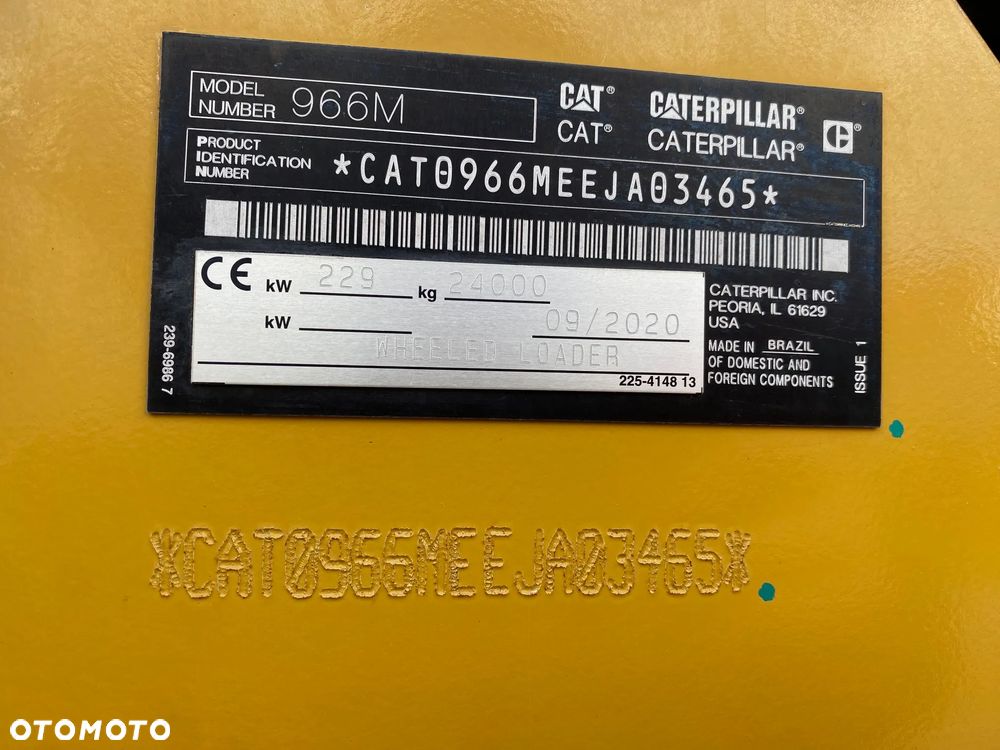 MODEL
NUMBER 966M
CAT® CATERPILLAR®
CAT® CATERPILLAR®
C
PRODUCT
IDENTIFICATION
NUMBER
*CAT0966MEEJA03465*
CE kW 229 kg 24000
kW 09/2020
WHEELED LOADER
225-4148 13
CATERPILLAR INC.
PEORIA, IL 61629
USA
MADE IN BRAZIL
OF DOMESTIC AND
FOREIGN COMPONENTS
239-6986 7
ISSUE 1
*CAT0966MEEJA03465*
OTOMOTO